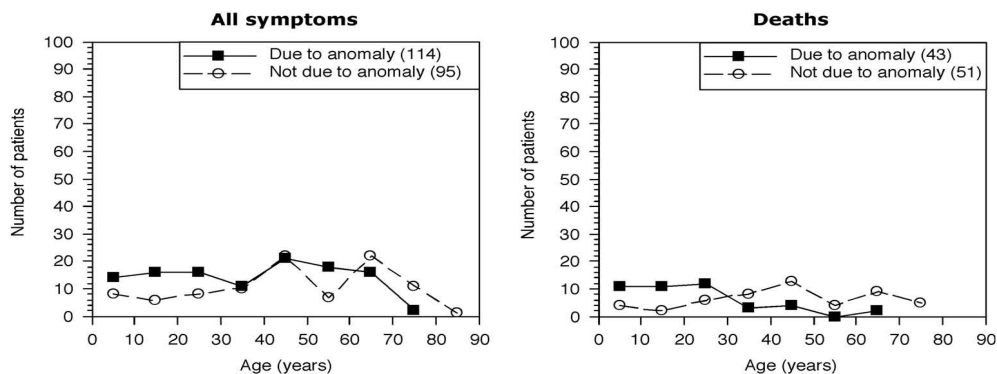 All symptoms
Due to anomaly (114)
Not due to anomaly (95)
Number of patients
100
90
80
70
60
50
40
30
20
10
0
0 10 20 30 40 50 60 70 80 90
Age (years)
Deaths
Due to anomaly (43)
Not due to anomaly (51)
Number of patients
100
90
80
70
60
50
40
30
20
10
0
0 10 20 30 40 50 60 70 80 90
Age (years)